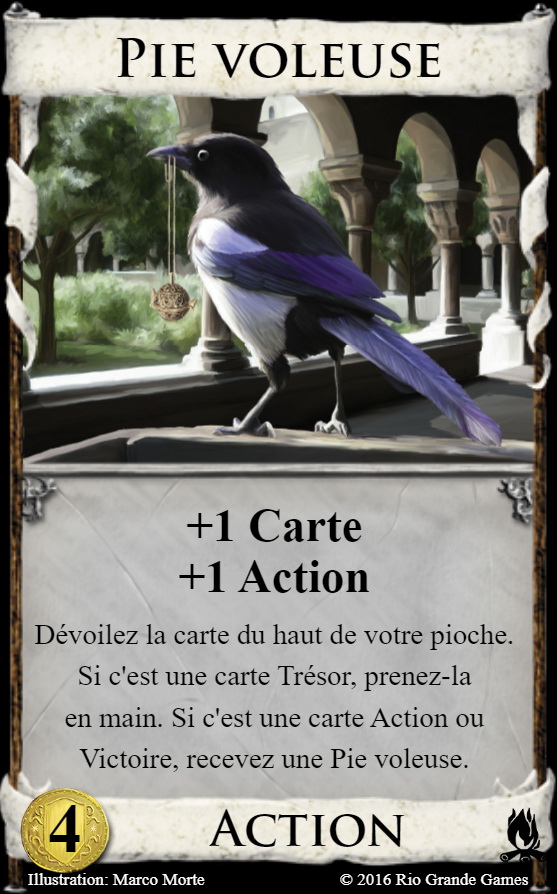 PIE VOLEUSE
+1 Carte
+1 Action
Dévoilez la carte du haut de votre pioche.
Si c'est une carte Trésor, prenez-la
en main. Si c'est une carte Action ou
Victoire, recevez une Pie voleuse.
4
ACTION
Illustration: Marco Morte
© 2016 Rio Grande Games